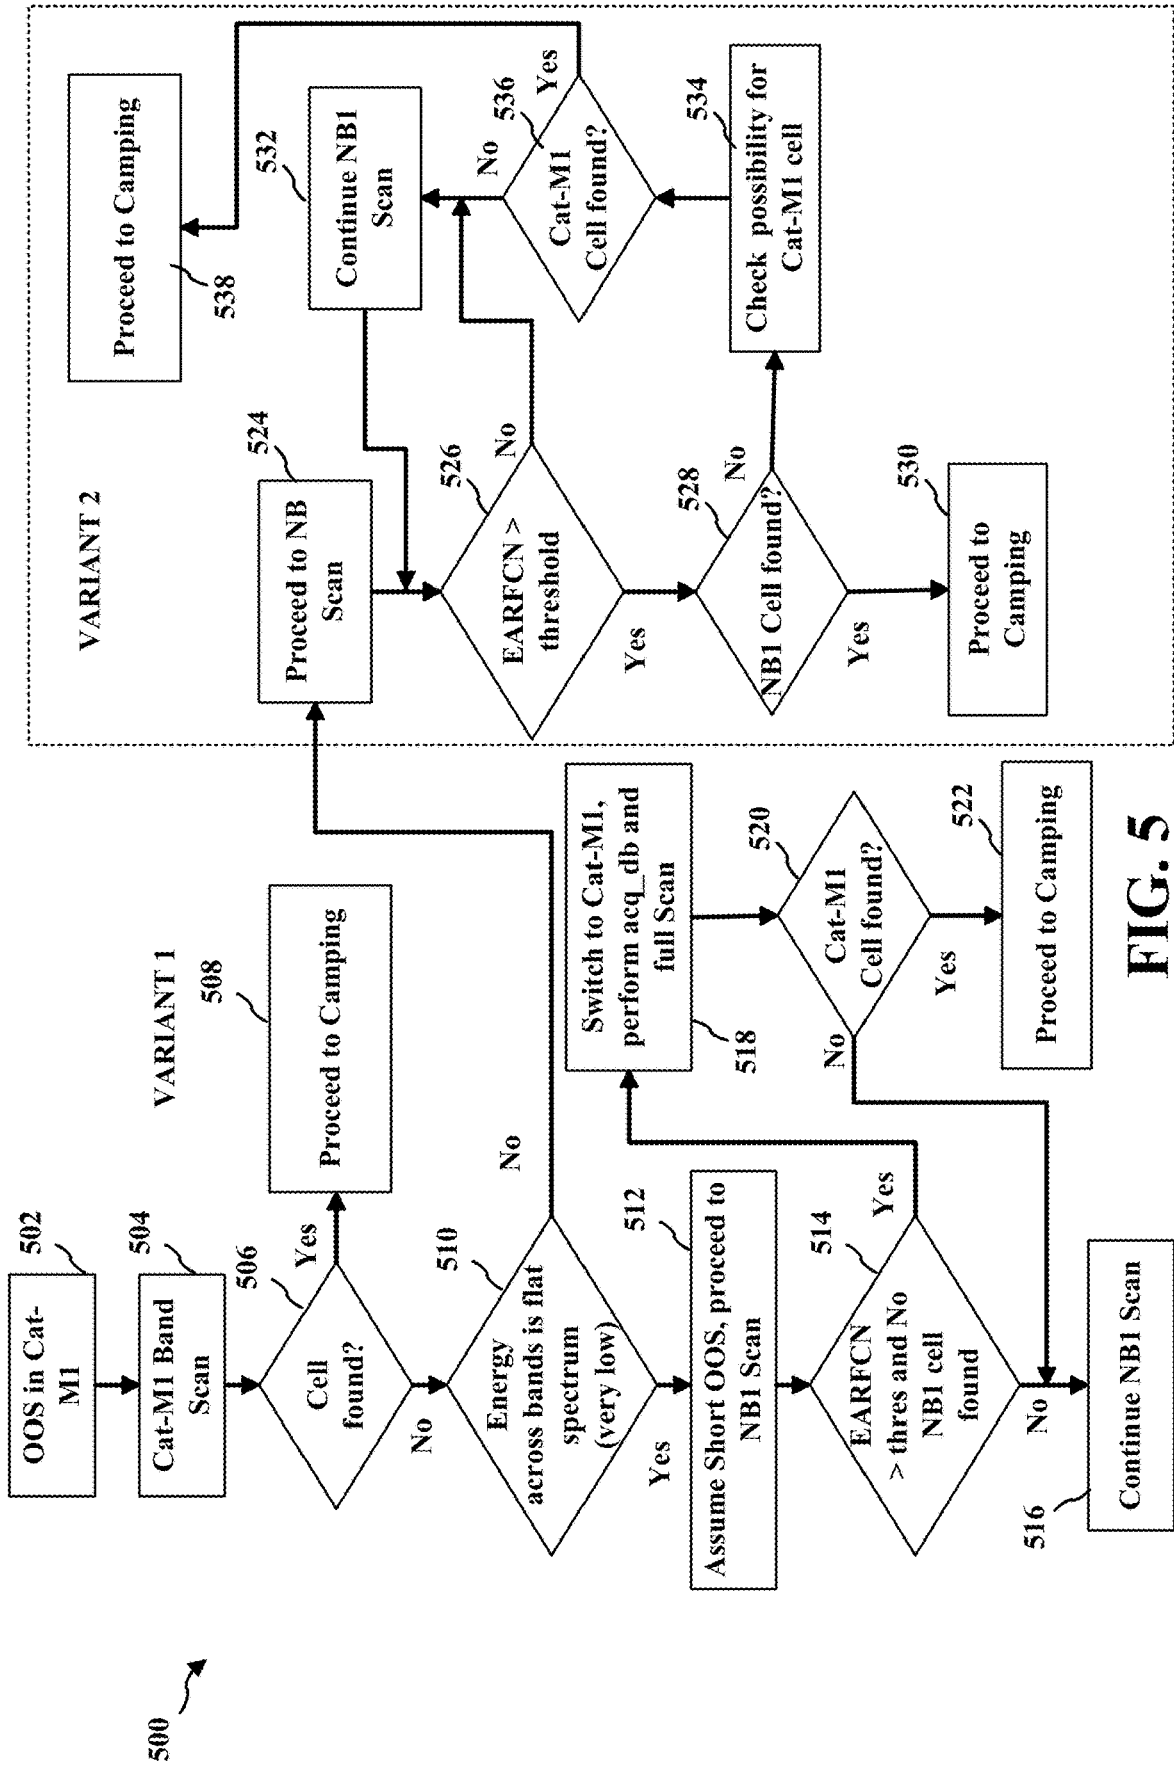 500
502
OOS in Cat-
M1
504
Cat-M1 Band
Scan
506
Cell
found?
Yes
No
VARIANT 1
508
Proceed to Camping
510
Energy
across bands is flat
spectrum
(very low)
No
Yes
512
Assume Short OOS, proceed to
NB1 Scan
514
EARFCN
> thres and No
NB1 cell
found
Yes
No
516
Continue NB1 Scan
Switch to Cat-M1,
perform acq_db and
full Scan
518
520
Cat-M1
Cell found?
No
Yes
522
Proceed to Camping
VARIANT 2
524
Proceed to NB
Scan
526
EARFCN >
threshold
No
Yes
528
NB1 Cell found?
No
Yes
530
Proceed to
Camping
532
Continue NB1
Scan
534
Check possibility for
Cat-M1 cell
536
Cat-M1
Cell found?
No
Yes
Proceed to Camping
538
FIG. 5